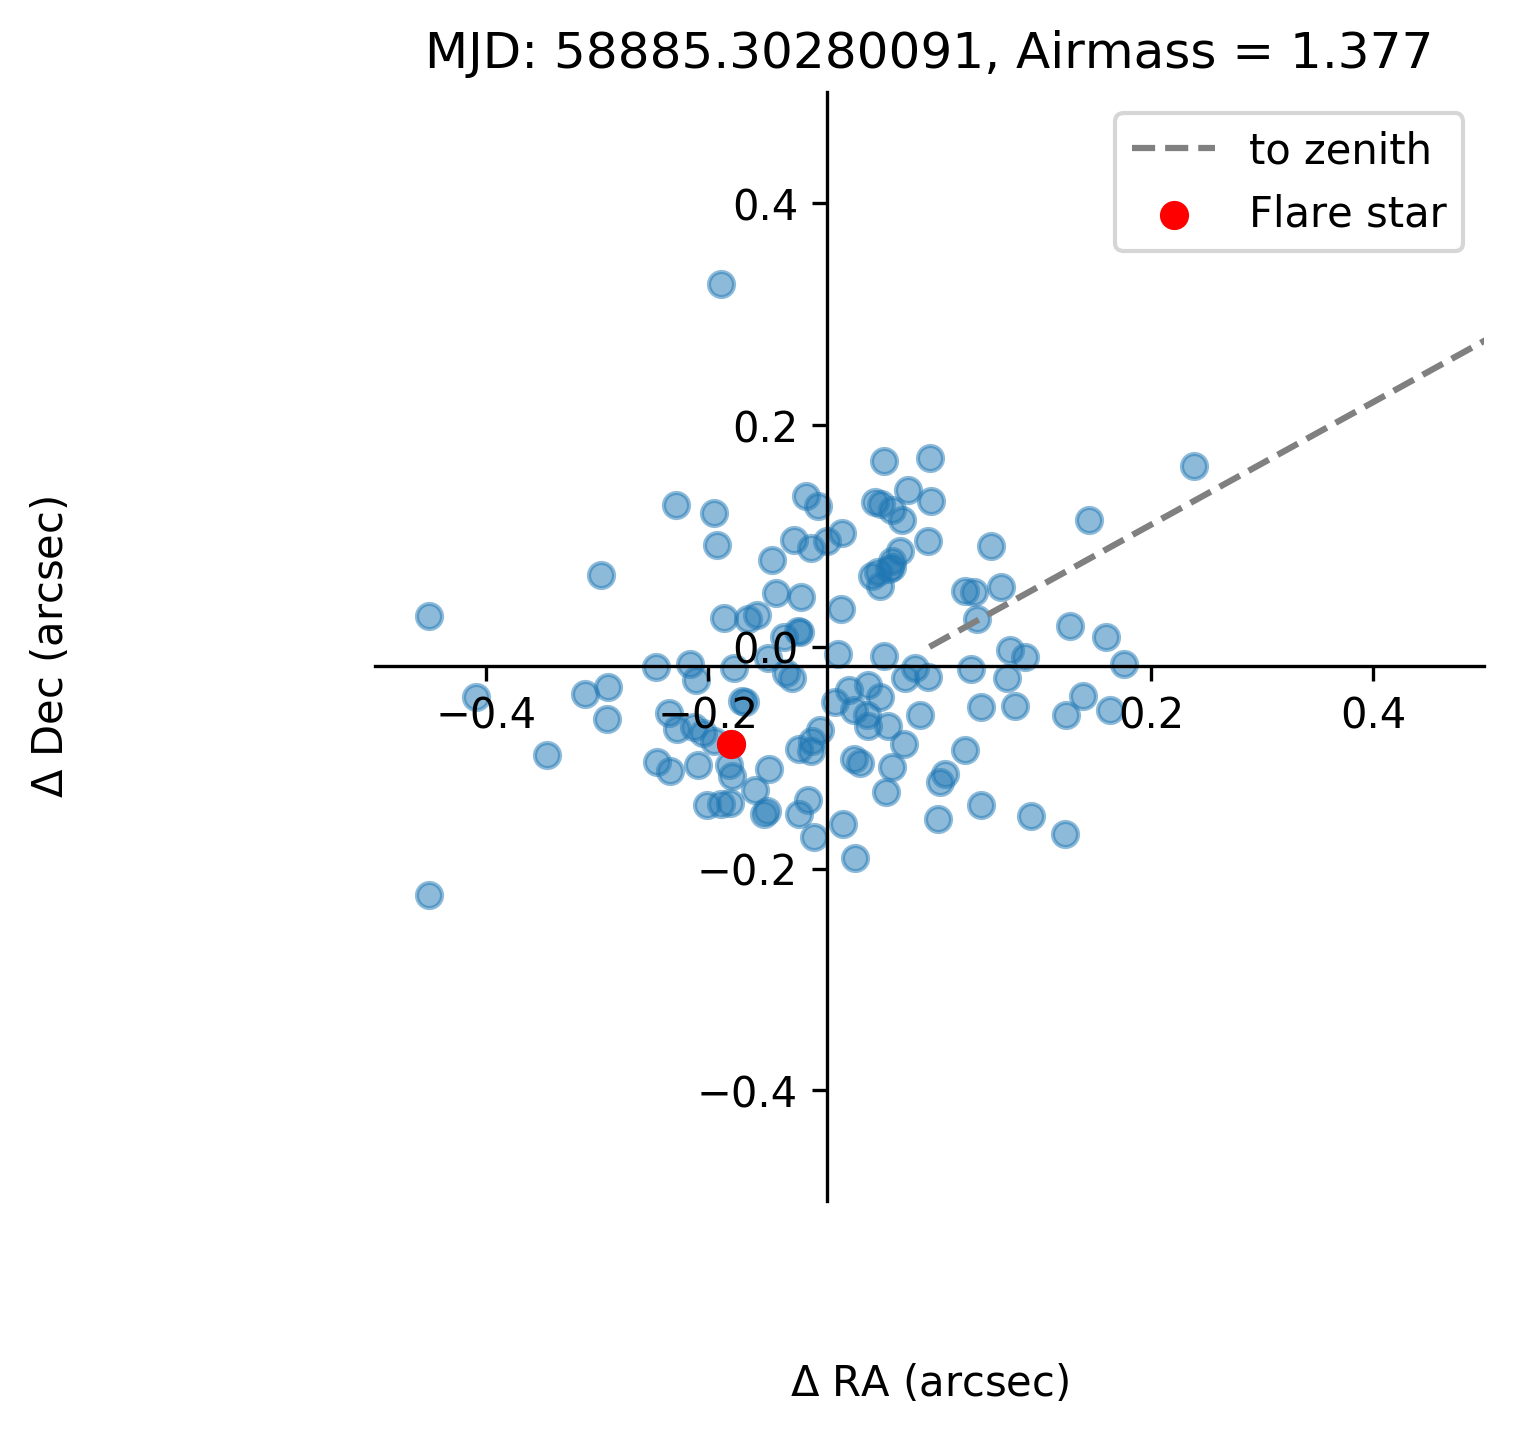 MJD: 58885.30280091, Airmass = 1.377
to zenith
Flare star
0.4
0.2
0.0
−0.4
−0.2
0.2
0.4
−0.2
−0.4
Δ Dec (arcsec)
Δ RA (arcsec)